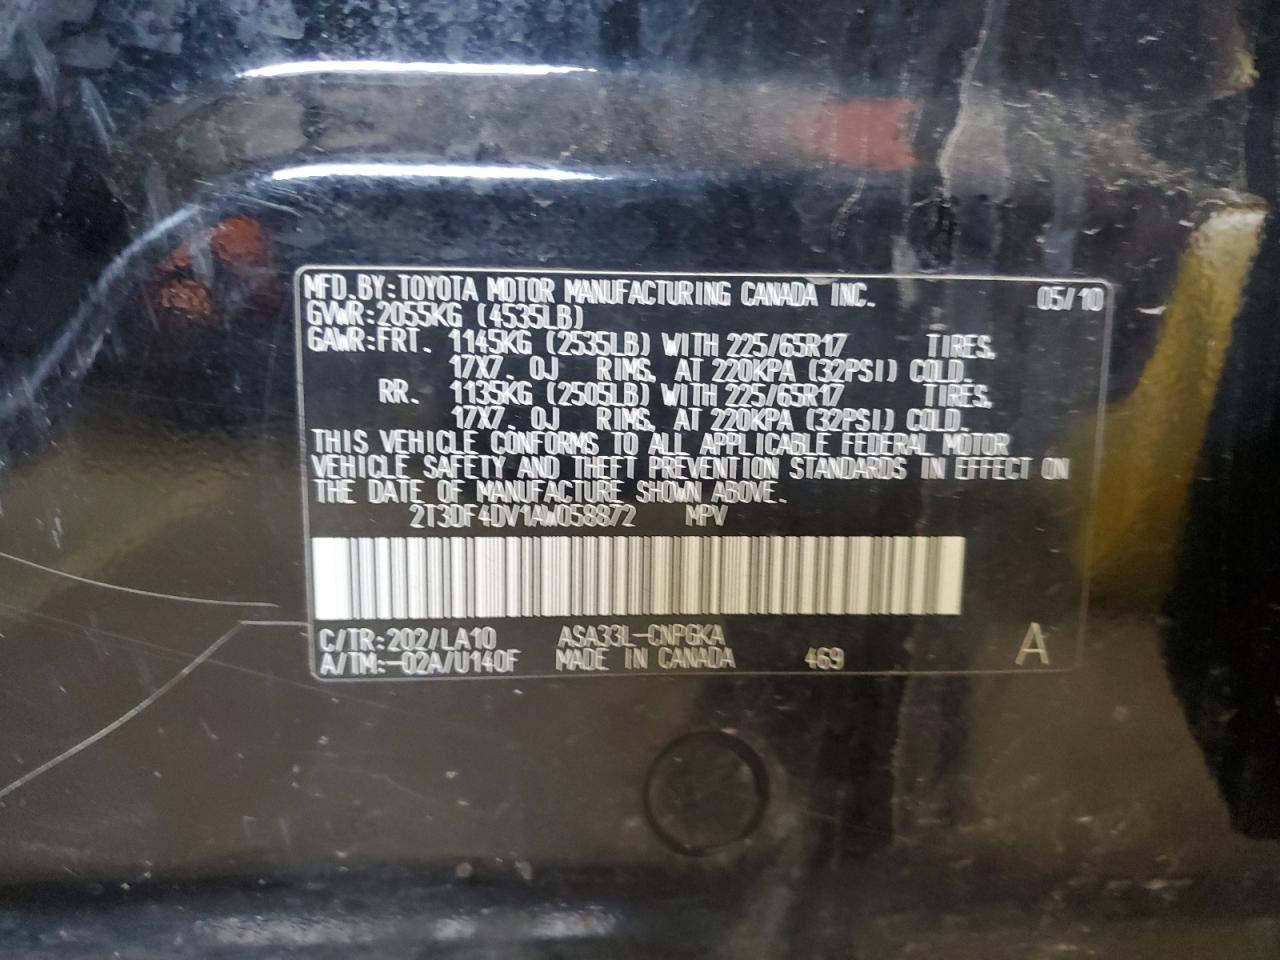 MFD. BY: TOYOTA MOTOR MANUFACTURING CANADA INC. 05/10
GVWR: 2055KG (4535LB)
GAWR: FRT. 1145KG (2535LB) WITH 225/65R17 TIRES,
17X7. 0J RIMS, AT 220KPA (32PSI) COLD.
RR. 1135KG (2505LB) WITH 225/65R17 TIRES,
17X7. 0J RIMS, AT 220KPA (32PSI) COLD.
THIS VEHICLE CONFORMS TO ALL APPLICABLE FEDERAL MOTOR
VEHICLE SAFETY AND THEFT PREVENTION STANDARDS IN EFFECT ON
THE DATE OF MANUFACTURE SHOWN ABOVE.
2T3DF4DV1AW058872 MPV
C/TR: 202/LA10 ASA33L-CNPGKA
A/TM: -02A/U140F MADE IN CANADA 469 A